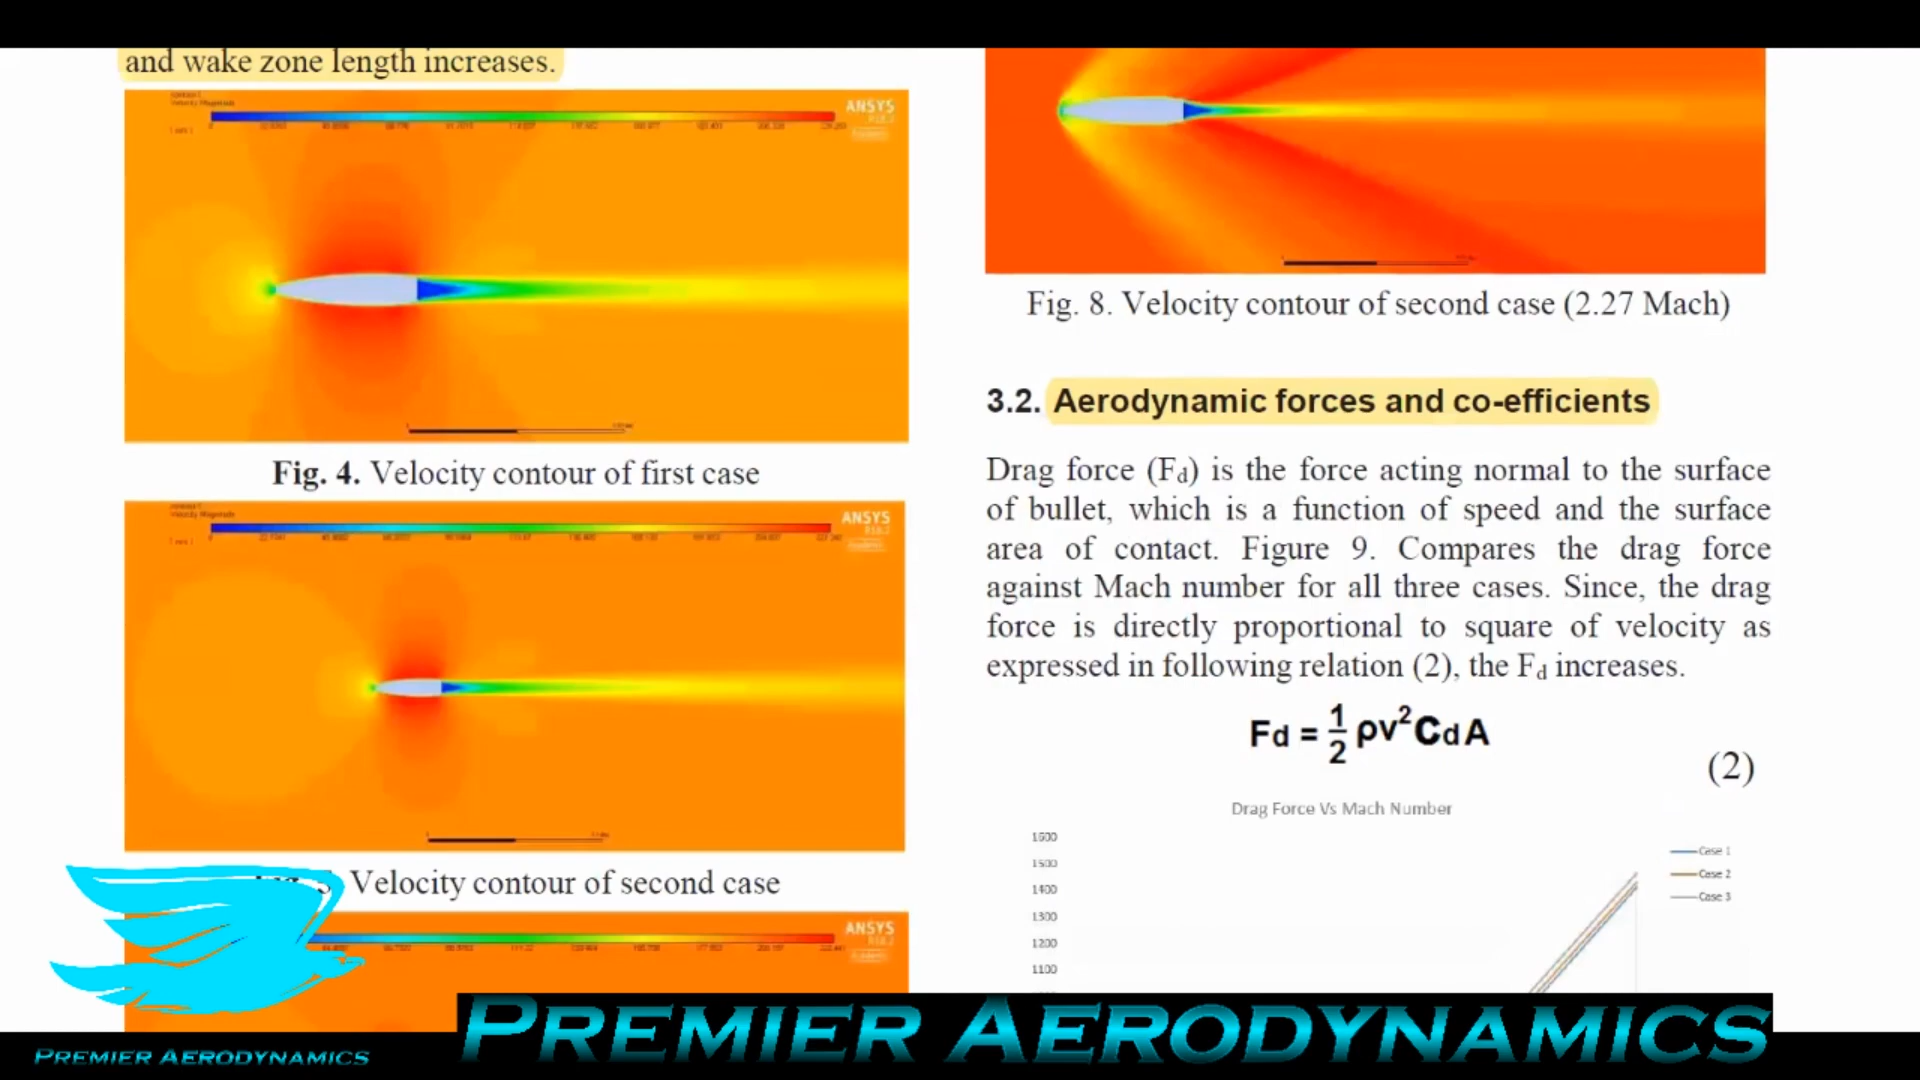 and wake zone length increases.
ANSYS
Fig. 4. Velocity contour of first case
Velocity Magnitude
ANSYS
Velocity contour of second case
ANSYS
Fig. 8. Velocity contour of second case (2.27 Mach)
3.2. Aerodynamic forces and co-efficients
Drag force (Fd) is the force acting normal to the surface
of bullet, which is a function of speed and the surface
area of contact. Figure 9. Compares the drag force
against Mach number for all three cases. Since, the drag
force is directly proportional to square of velocity as
expressed in following relation (2), the Fd increases.
Fd = 1/2 ρv²CdA
(2)
Drag Force Vs Mach Number
1600
1500
1400
1300
1200
1100
Case 1
Case 2
Case 3
PREMIER AERODYNAMICS
PREMIER AERODYNAMICS